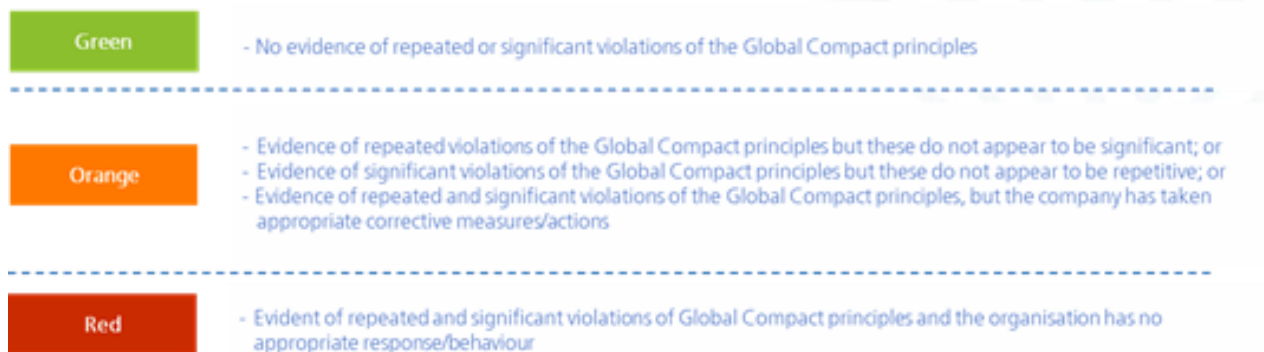 Green
- No evidence of repeated or significant violations of the Global Compact principles
Orange
- Evidence of repeated violations of the Global Compact principles but these do not appear to be significant; or
- Evidence of significant violations of the Global Compact principles but these do not appear to be repetitive; or
- Evidence of repeated and significant violations of the Global Compact principles, but the company has taken
appropriate corrective measures/actions
Red
- Evident of repeated and significant violations of Global Compact principles and the organisation has no
appropriate response/behaviour